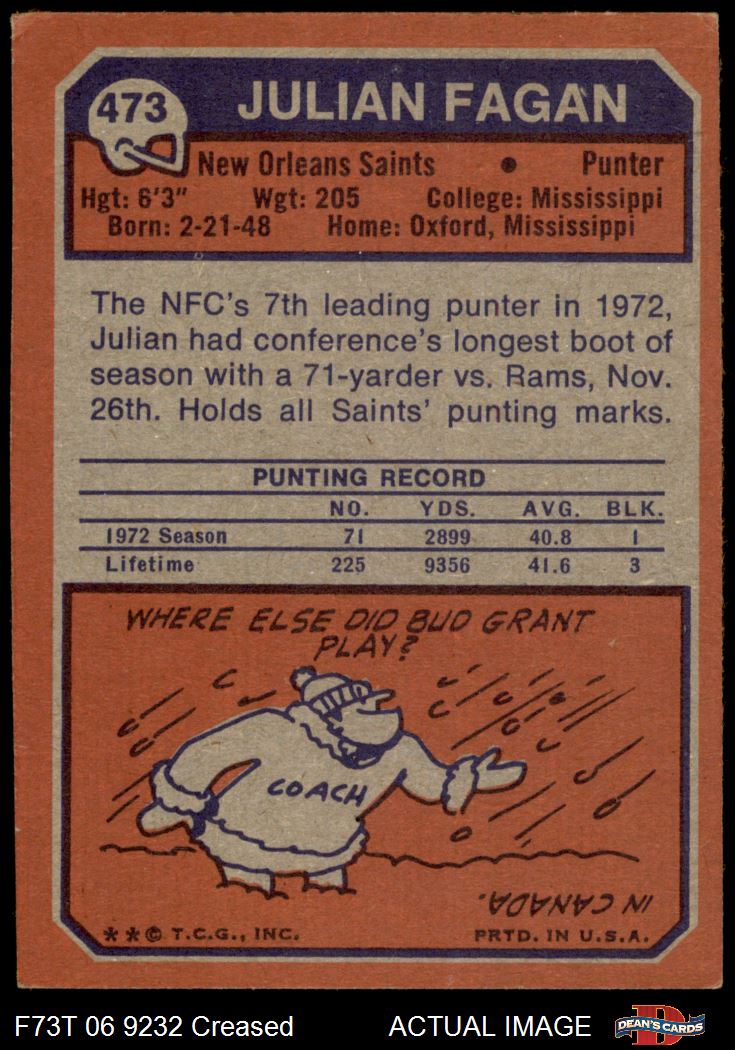 473
JULIAN FAGAN
New Orleans Saints • Punter
Hgt: 6'3" Wgt: 205 College: Mississippi
Born: 2-21-48 Home: Oxford, Mississippi
The NFC's 7th leading punter in 1972,
Julian had conference's longest boot of
season with a 71-yarder vs. Rams, Nov.
26th. Holds all Saints' punting marks.
PUNTING RECORD
NO. YDS. AVG. BLK.
1972 Season 71 2899 40.8 1
Lifetime 225 9356 41.6 3
WHERE ELSE DID BUD GRANT
PLAY?
COACH
IN CANADA.
**© T.C.G., INC. PRTD. IN U.S.A.
F73T 06 9232 Creased ACTUAL IMAGE
D
DEAN'S CARDS